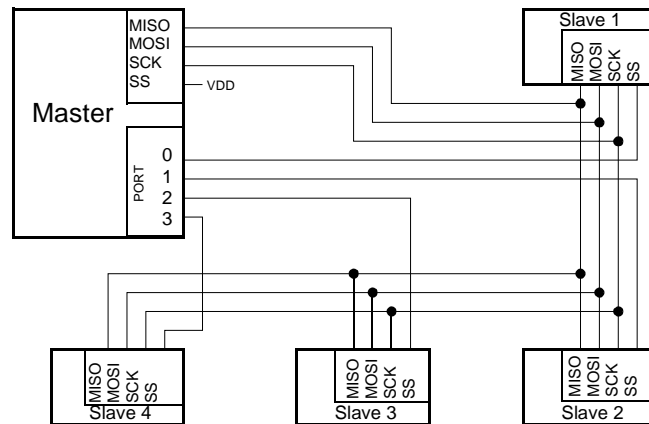 MISO
MOSI
SCK
SS
VDD
Master
PORT
0
1
2
3
Slave 1
MISO
MOSI
SCK
SS
MISO
MOSI
SCK
SS
Slave 4
MISO
MOSI
SCK
SS
Slave 3
MISO
MOSI
SCK
SS
Slave 2